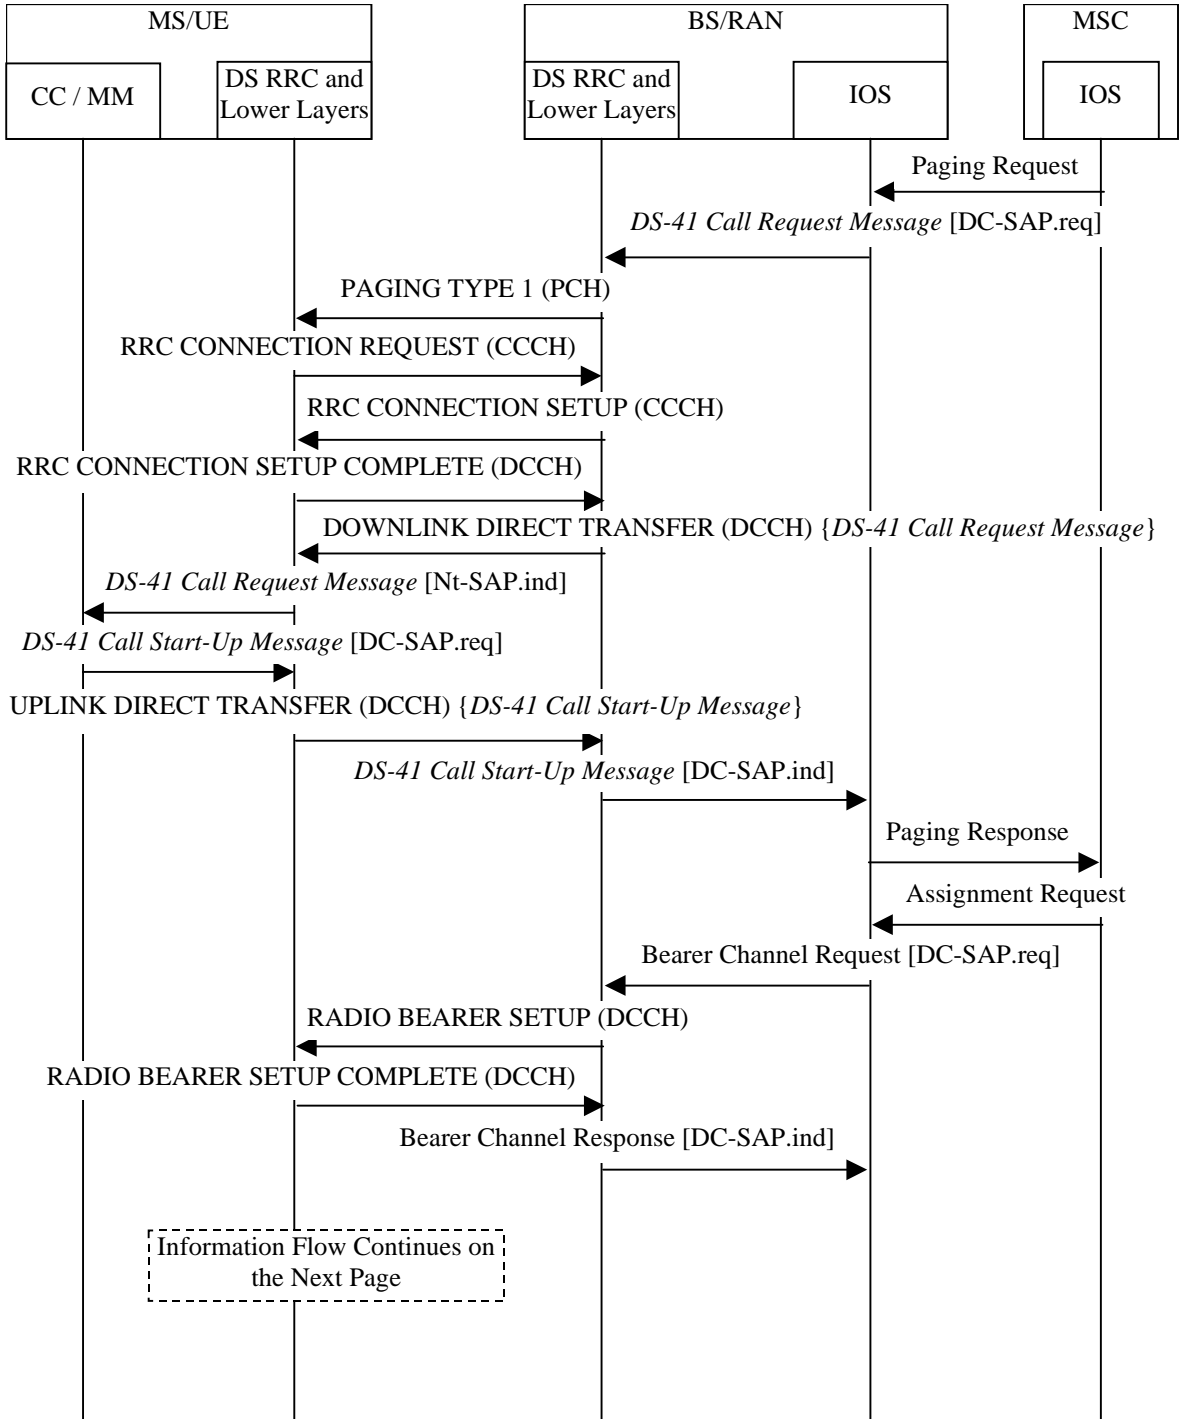 MS/UE
BS/RAN
MSC
CC / MM
DS RRC and
Lower Layers
DS RRC and
Lower Layers
IOS
IOS
Paging Request
DS-41 Call Request Message [DC-SAP.req]
PAGING TYPE 1 (PCH)
RRC CONNECTION REQUEST (CCCH)
RRC CONNECTION SETUP (CCCH)
RRC CONNECTION SETUP COMPLETE (DCCH)
DOWNLINK DIRECT TRANSFER (DCCH) {DS-41 Call Request Message}
DS-41 Call Request Message [Nt-SAP.ind]
DS-41 Call Start-Up Message [DC-SAP.req]
UPLINK DIRECT TRANSFER (DCCH) {DS-41 Call Start-Up Message}
DS-41 Call Start-Up Message [DC-SAP.ind]
Paging Response
Assignment Request
Bearer Channel Request [DC-SAP.req]
RADIO BEARER SETUP (DCCH)
RADIO BEARER SETUP COMPLETE (DCCH)
Bearer Channel Response [DC-SAP.ind]
Information Flow Continues on
the Next Page